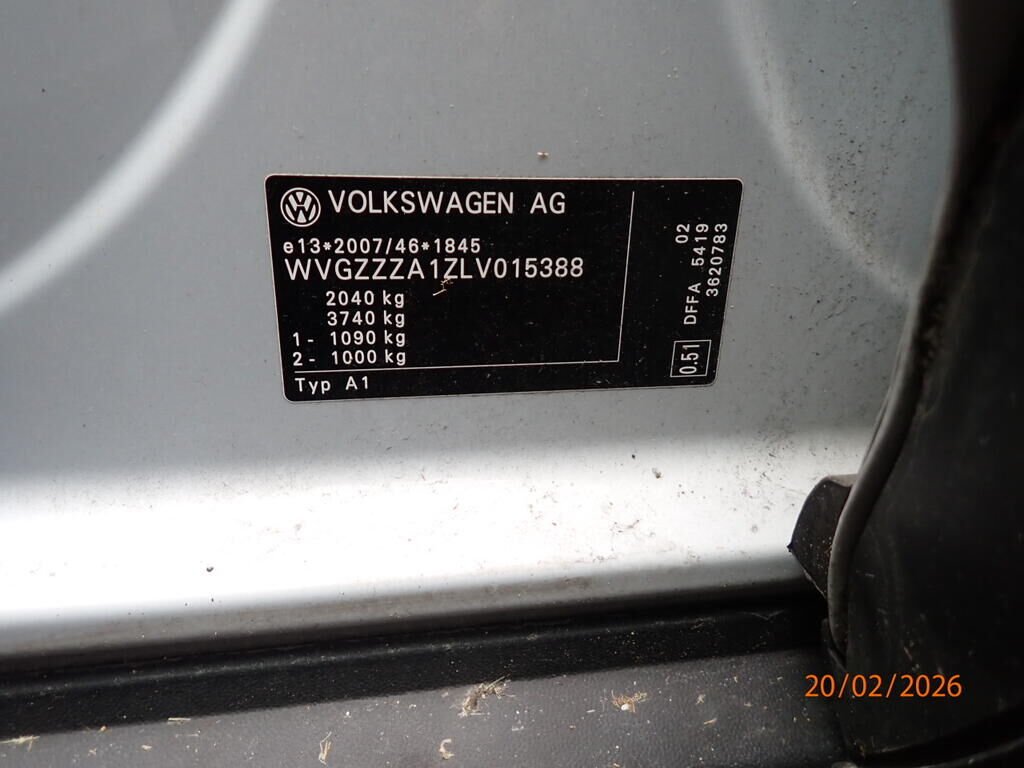 VOLKSWAGEN AG
e13*2007/46*1845
WVGZZZA1ZLV015388
2040 kg
3740 kg
1 - 1090 kg
2 - 1000 kg
Typ A1
02
DFFA 5419
3620783
0.51
20/02/2026